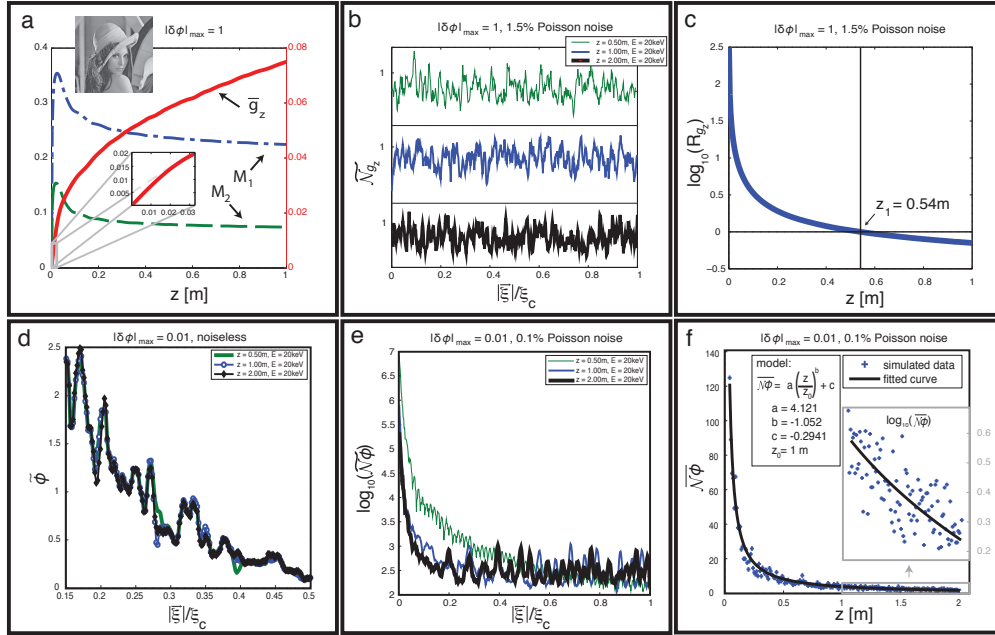 a
|δϕ|max = 1
0.4
0.3
0.2
0.1
0
0.08
0.06
0.04
0.02
0
g̅z
M1
M2
0.020
0.015
0.010
0.005
0.01 0.02 0.03
0 0.2 0.4 0.6 0.8 1
z [m]
b
|δϕ|max = 1, 1.5% Poisson noise
z = 0.50m, E = 20keV
z = 1.00m, E = 20keV
z = 2.00m, E = 20keV
1
1
1
𝒩̃gz
0 0.2 0.4 0.6 0.8 1
|ξ̅|/ξc
c
|δϕ|max = 1, 1.5% Poisson noise
2.5
2
1.5
1
0.5
0
−0.5
log10(Rgz)
z1 = 0.54m
0 0.2 0.4 0.6 0.8 1
z [m]
d
|δϕ|max = 0.01, noiseless
z = 0.50m, E = 20keV
z = 1.00m, E = 20keV
z = 2.00m, E = 20keV
2.5
2
1.5
1
0.5
0
ϕ̃
0.15 0.2 0.25 0.3 0.35 0.4 0.45 0.5
|ξ̅|/ξc
e
|δϕ|max = 0.01, 0.1% Poisson noise
z = 0.50m, E = 20keV
z = 1.00m, E = 20keV
z = 2.00m, E = 20keV
7
6.5
6
5.5
5
4.5
4
3.5
3
2.5
2
log10(𝒩̃ϕ)
0 0.2 0.4 0.6 0.8 1
|ξ̅|/ξc
f
|δϕ|max = 0.01, 0.1% Poisson noise
140
120
100
80
60
40
20
0
𝒩̅ϕ̅
model:
𝒩̅ϕ̅ = a (z/z0)^b + c
a = 4.121
b = -1.052
c = -0.2941
z0= 1 m
simulated data
fitted curve
log10(𝒩̅ϕ̅)
0.6
0.5
0.4
0.3
0.2
0 0.5 1 1.5 2
z [m]